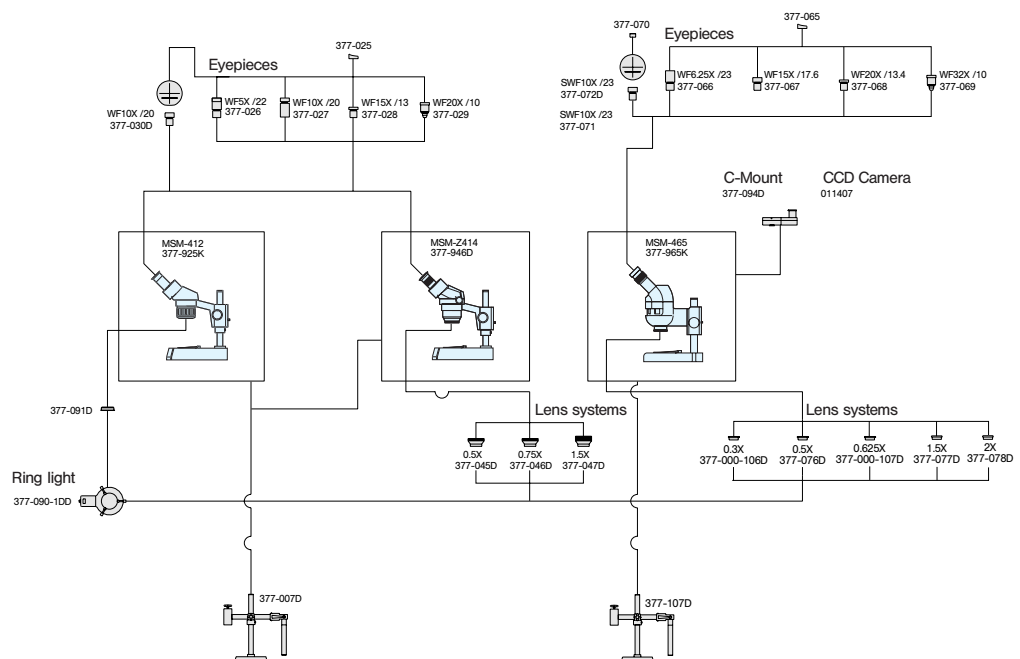 377-065
377-070
Eyepieces
377-025
Eyepieces
WF6.25X /23
377-066
WF15X /17.6
377-067
WF20X /13.4
377-068
WF32X /10
377-069
SWF10X /23
377-072D
SWF10X /23
377-071
WF5X /22
377-026
WF10X /20
377-027
WF15X /13
377-028
WF20X /10
377-029
WF10X /20
377-030D
C-Mount
377-094D
CCD Camera
011407
MSM-412
377-925K
MSM-Z414
377-946D
MSM-465
377-965K
377-091D
Lens systems
0.5X
377-045D
0.75X
377-046D
1.5X
377-047D
Lens systems
0.3X
377-000-106D
0.5X
377-076D
0.625X
377-000-107D
1.5X
377-077D
2X
377-078D
Ring light
377-090-1DD
377-007D
377-107D